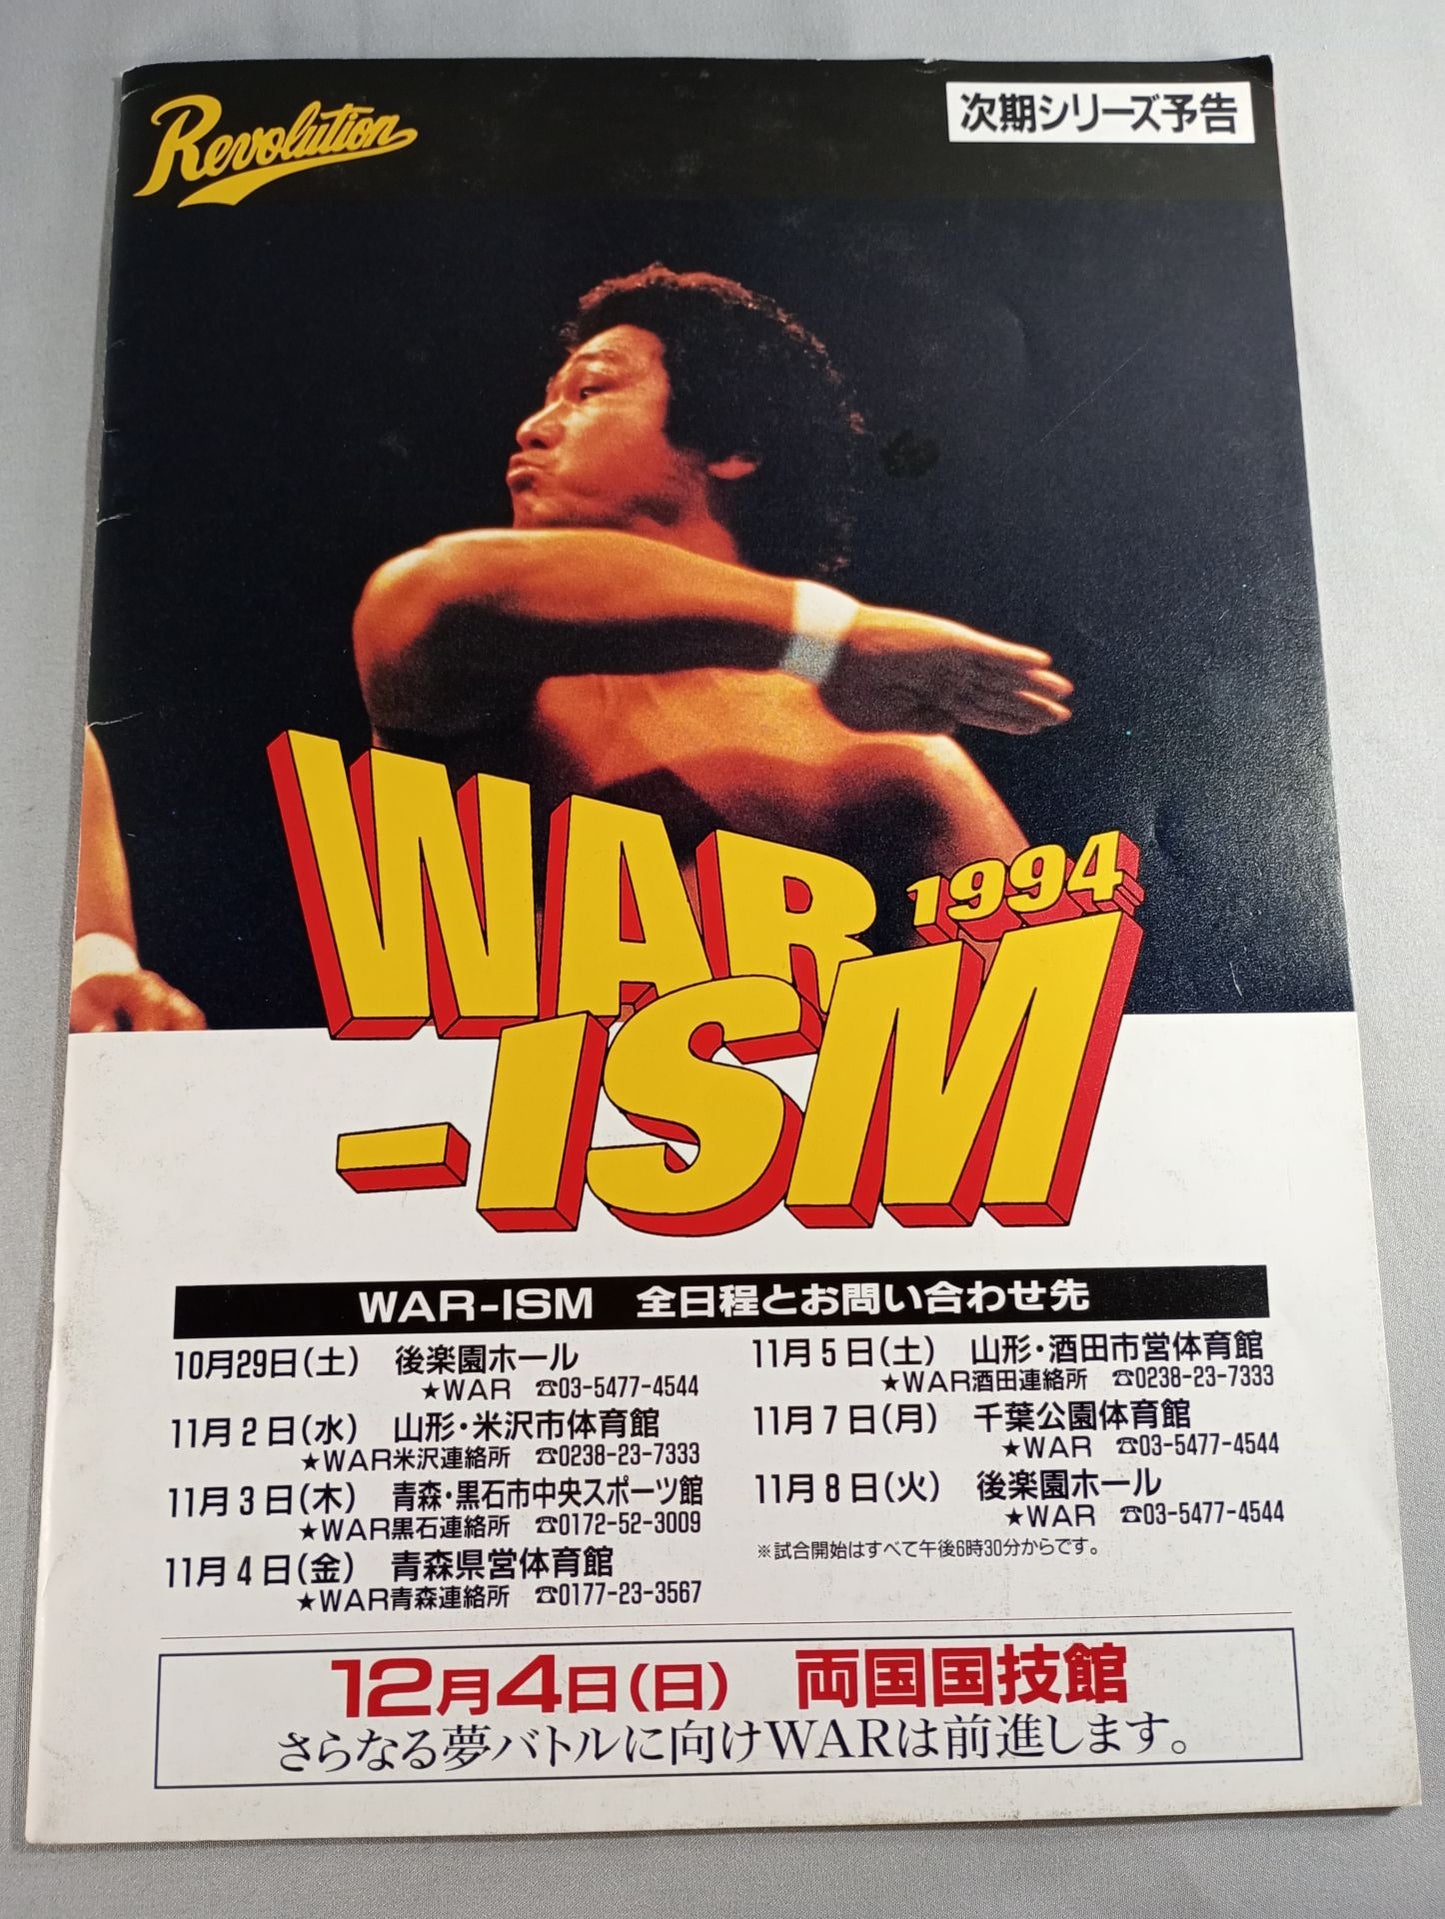 Revolution
次期シリーズ予告
WAR
1994
-ISM
WAR-ISM 全日程とお問い合わせ先
10月29日(土) 後楽園ホール
★WAR ☎03-5477-4544
11月2日(水) 山形・米沢市体育館
★WAR米沢連絡所 ☎0238-23-7333
11月3日(木) 青森・黒石市中央スポーツ館
★WAR黒石連絡所 ☎0172-52-3009
11月4日(金) 青森県営体育館
★WAR青森連絡所 ☎0177-23-3567
11月5日(土) 山形・酒田市営体育館
★WAR酒田連絡所 ☎0238-23-7333
11月7日(月) 千葉公園体育館
★WAR ☎03-5477-4544
11月8日(火) 後楽園ホール
★WAR ☎03-5477-4544
※試合開始はすべて午後6時30分からです。
12月4日(日) 両国国技館
さらなる夢バトルに向けWARは前進します。